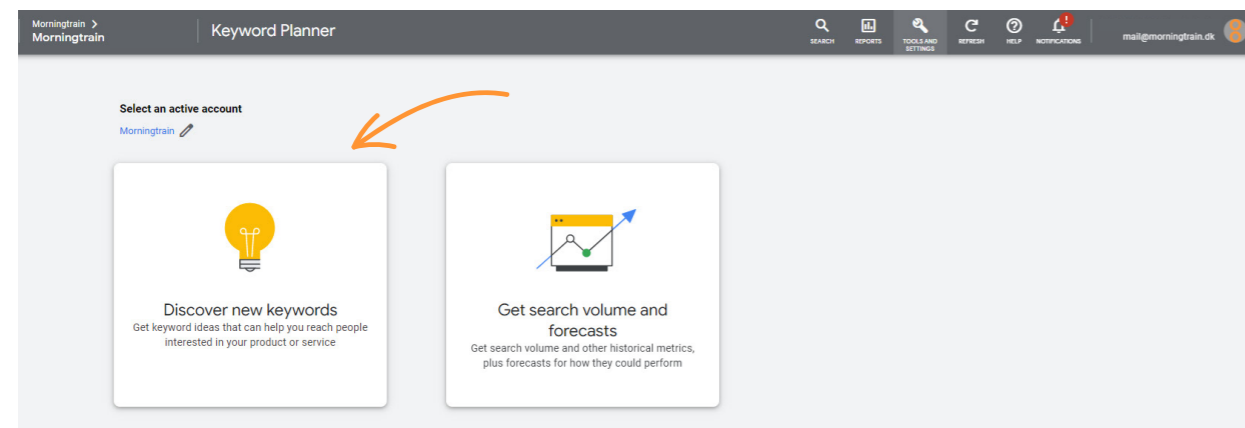 Morningtrain >
Morningtrain
Keyword Planner
SEARCH
REPORTS
TOOLS AND
SETTINGS
REFRESH
HELP
!
NOTIFICATIONS
mail@morningtrain.dk
Select an active account
Morningtrain
Discover new keywords
Get keyword ideas that can help you reach people
interested in your product or service
Get search volume and
forecasts
Get search volume and other historical metrics,
plus forecasts for how they could perform